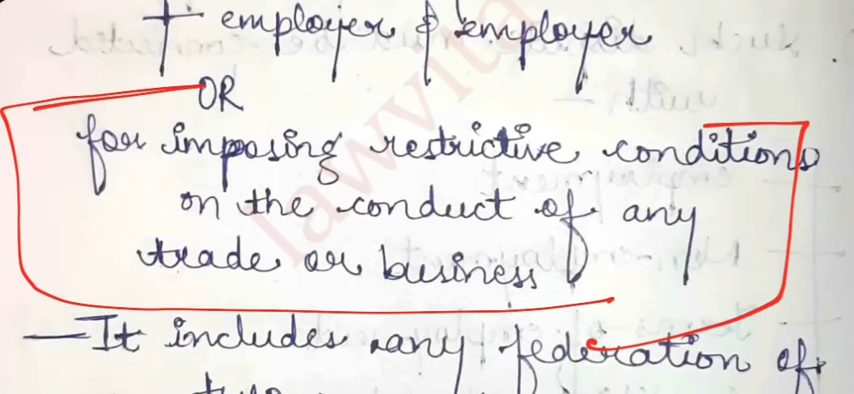 employer & employer
OR
for imposing restrictive conditions
on the conduct of any
trade or business
— It includes any federation of